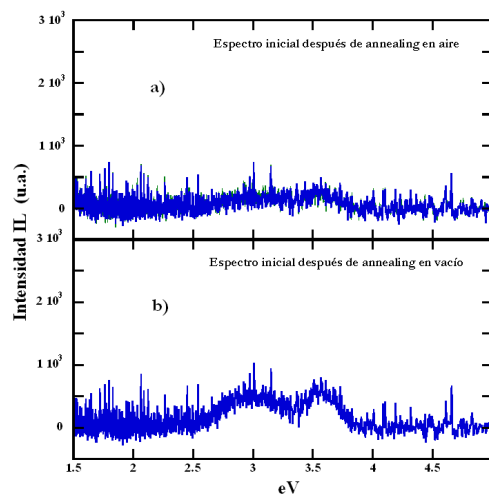 3 10³
Espectro inicial después de annealing en aire
2 10³
a)
1 10³
0
Intensidad IL (u.a.)
3 10³
Espectro inicial después de annealing en vacío
2 10³
b)
1 10³
0
1.5 2 2.5 3 3.5 4 4.5
eV